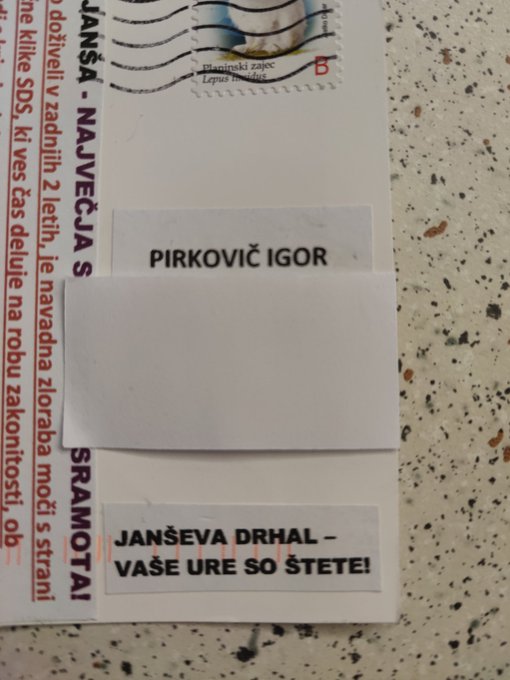 Planinski zajec
Lepus timidus
B
PIRKOVIČ IGOR
JANŠEVA DRHAL –
VAŠE URE SO ŠTETE!
JANŠA - NAJVEČJA S
SRAMOTA!
o doživeli v zadnjih 2 letih, je navadna zloraba moči s strani
ne klike SDS, ki ves čas deluje na robu zakonitosti, ob